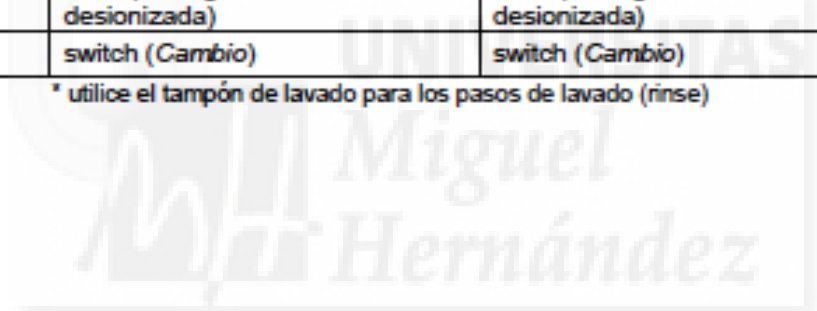 desionizada) desionizada)
switch (Cambio) switch (Cambio)
* utilice el tampón de lavado para los pasos de lavado (rinse)
UNIVERSITAS
Miguel
Hernández